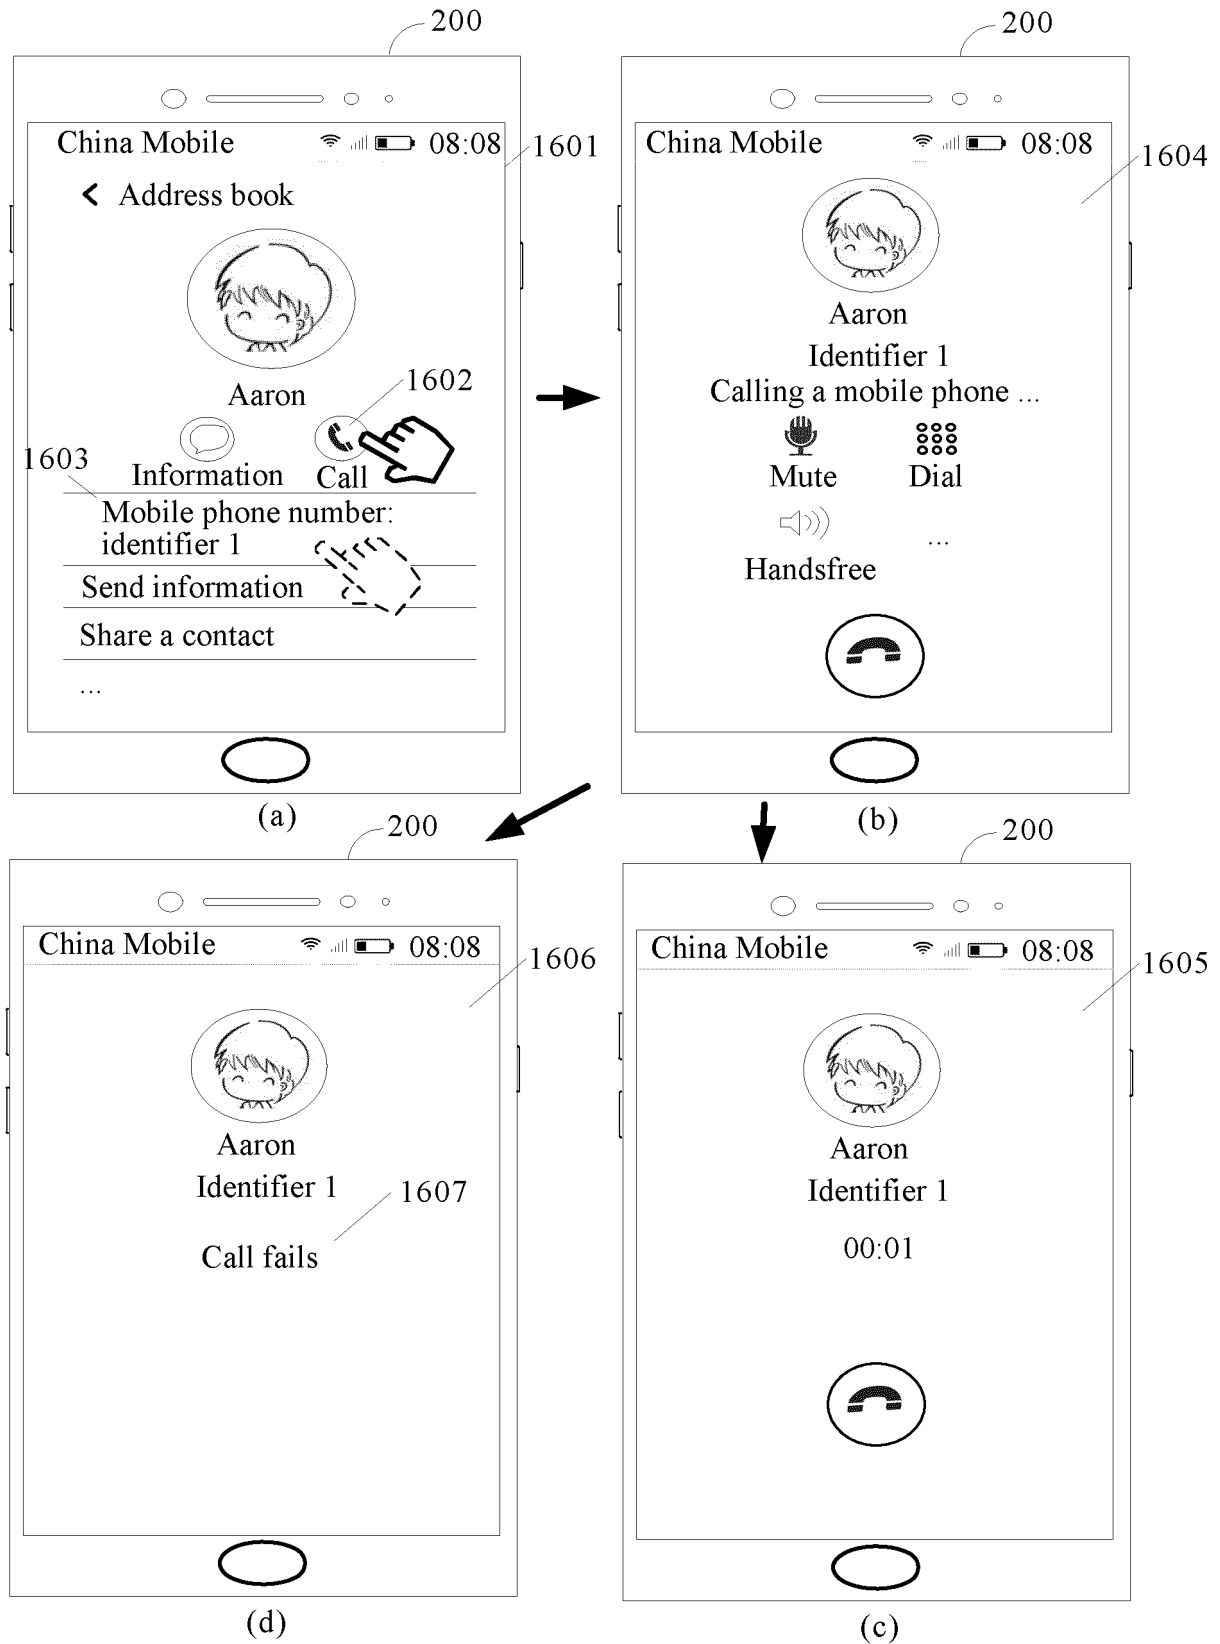 200
China Mobile 08:08
1601
Address book
Aaron
1602
Information
Call
1603
Mobile phone number:
identifier 1
Send information
Share a contact
...
(a)
200
China Mobile 08:08
1604
Aaron
Identifier 1
Calling a mobile phone ...
Mute
Dial
Handsfree
...
(b)
200
China Mobile 08:08
1606
Aaron
Identifier 1
1607
Call fails
(d)
200
China Mobile 08:08
1605
Aaron
Identifier 1
00:01
(c)